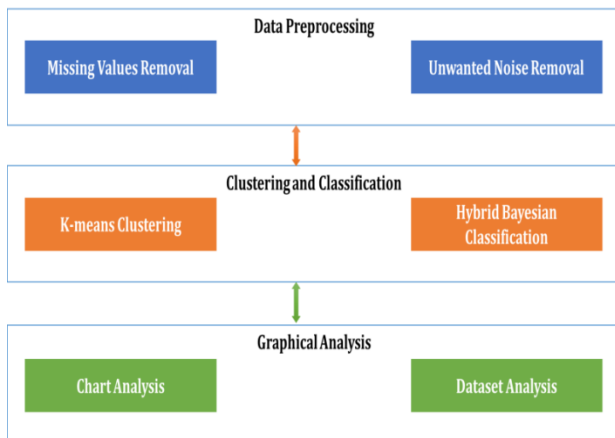 Data Preprocessing
Missing Values Removal
Unwanted Noise Removal
Clustering and Classification
K-means Clustering
Hybrid Bayesian
Classification
Graphical Analysis
Chart Analysis
Dataset Analysis